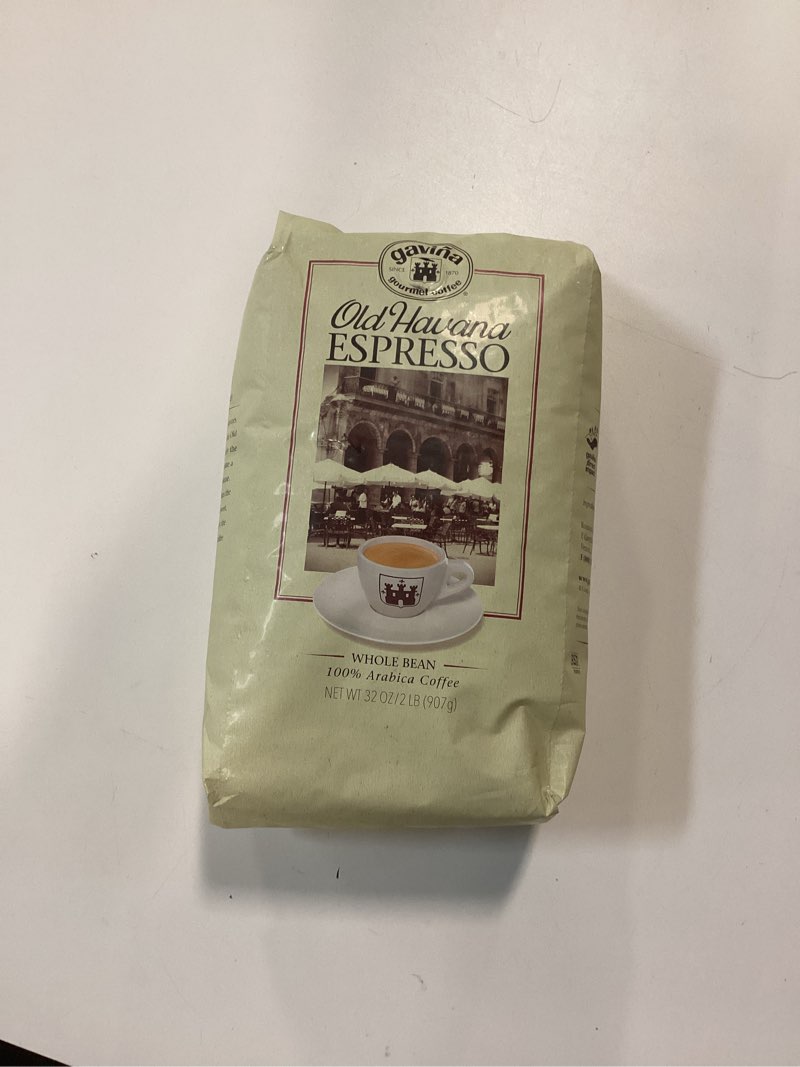 gaviña
SINCE 1870
gourmet coffee
Old Havana
ESPRESSO
WHOLE BEAN
100% Arabica Coffee
NET WT 32 OZ/2 LB (907g)